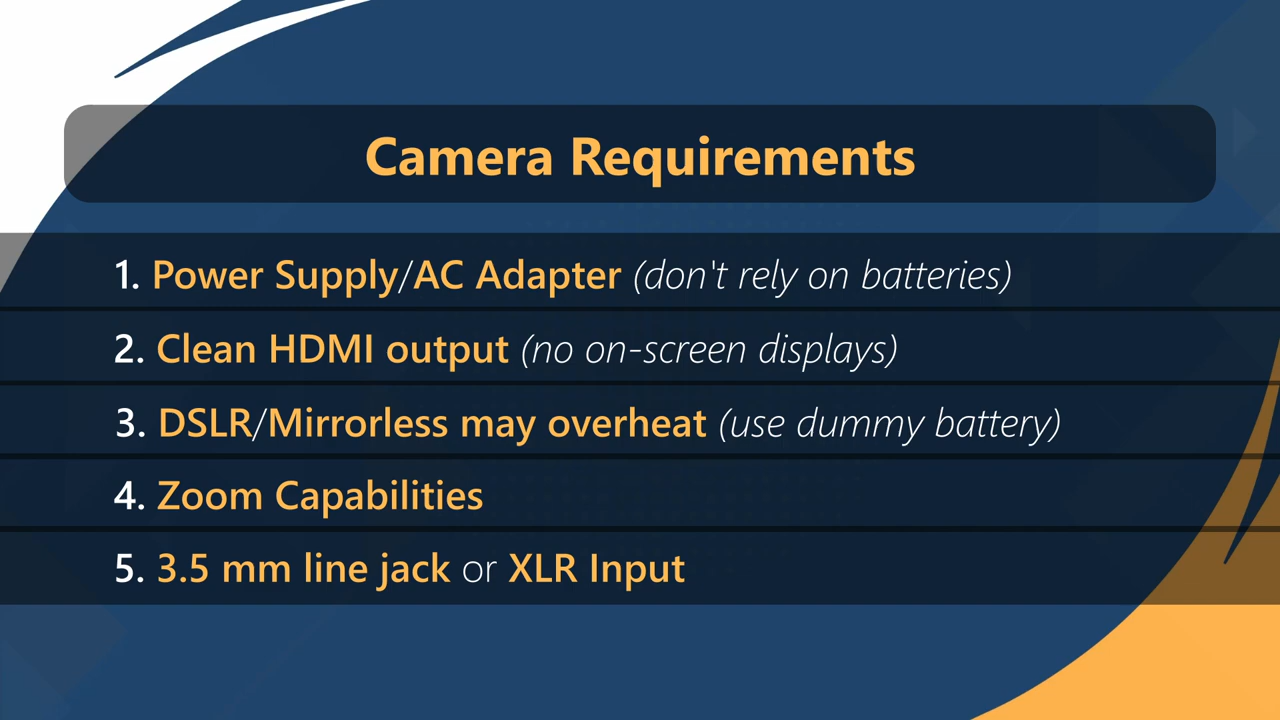 Camera Requirements
1. Power Supply/AC Adapter (don't rely on batteries)
2. Clean HDMI output (no on-screen displays)
3. DSLR/Mirrorless may overheat (use dummy battery)
4. Zoom Capabilities
5. 3.5 mm line jack or XLR Input